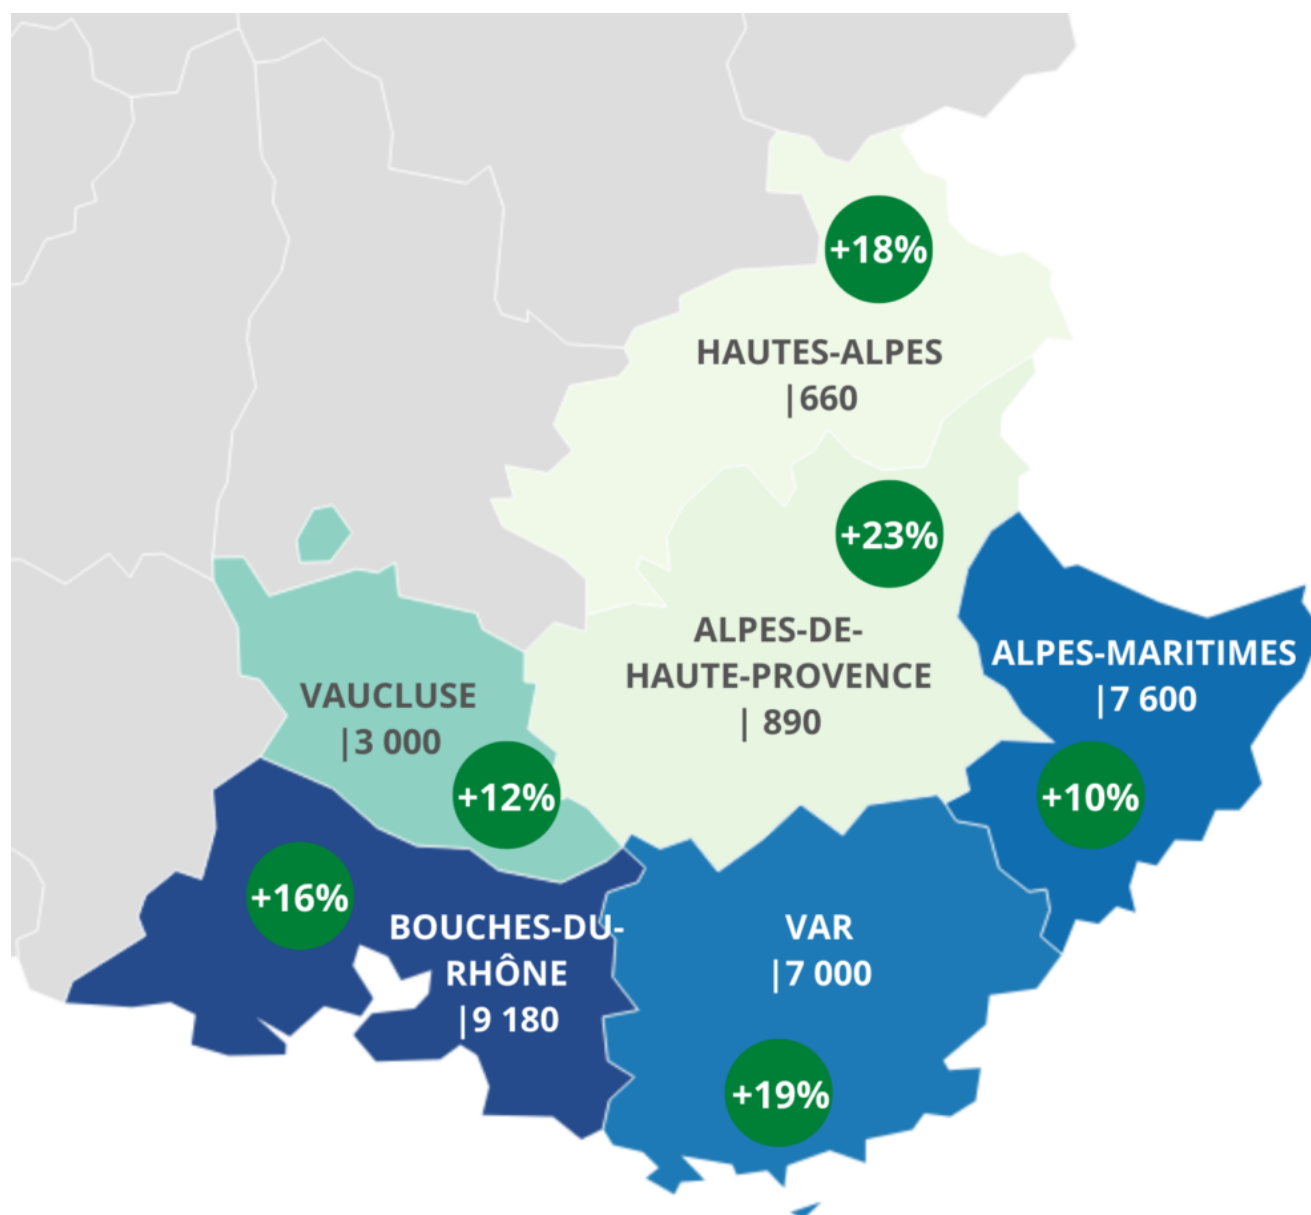 +18%
HAUTES-ALPES
|660
+23%
ALPES-DE-
HAUTE-PROVENCE
| 890
ALPES-MARITIMES
|7 600
+10%
VAUCLUSE
|3 000
+12%
+16%
BOUCHES-DU-
RHÔNE
|9 180
VAR
|7 000
+19%